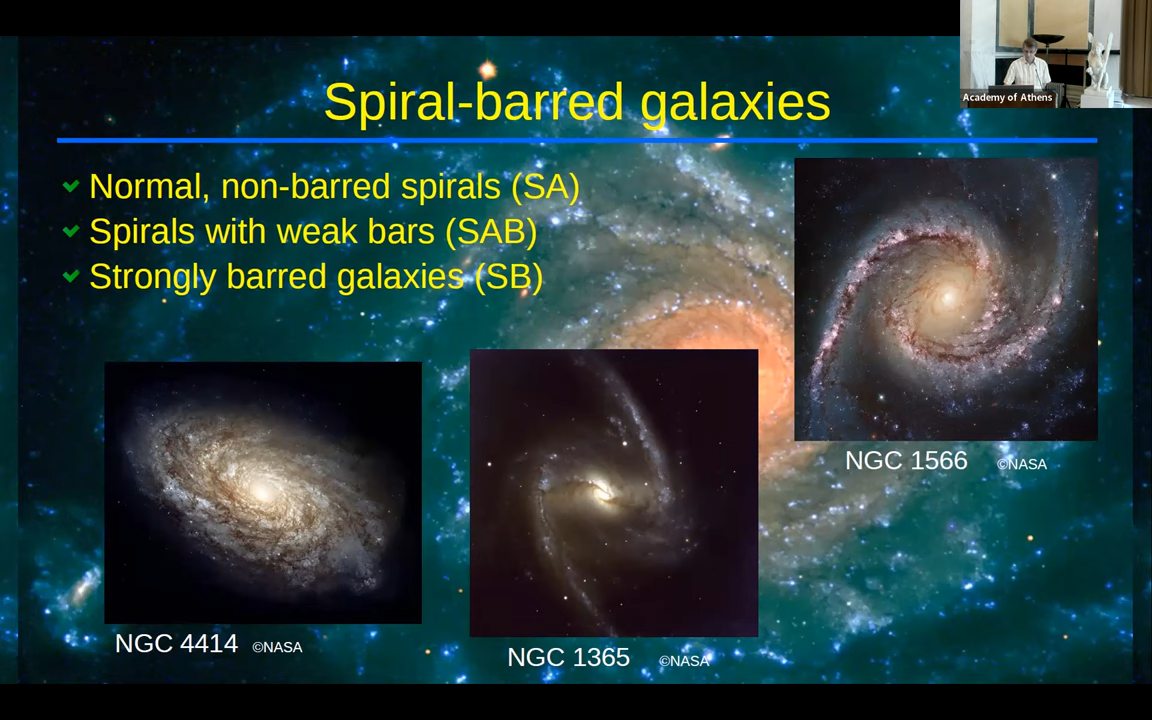 Spiral-barred galaxies
Academy of Athens
Normal, non-barred spirals (SA)
Spirals with weak bars (SAB)
Strongly barred galaxies (SB)
NGC 1566 ©NASA
NGC 4414 ©NASA
NGC 1365 ©NASA